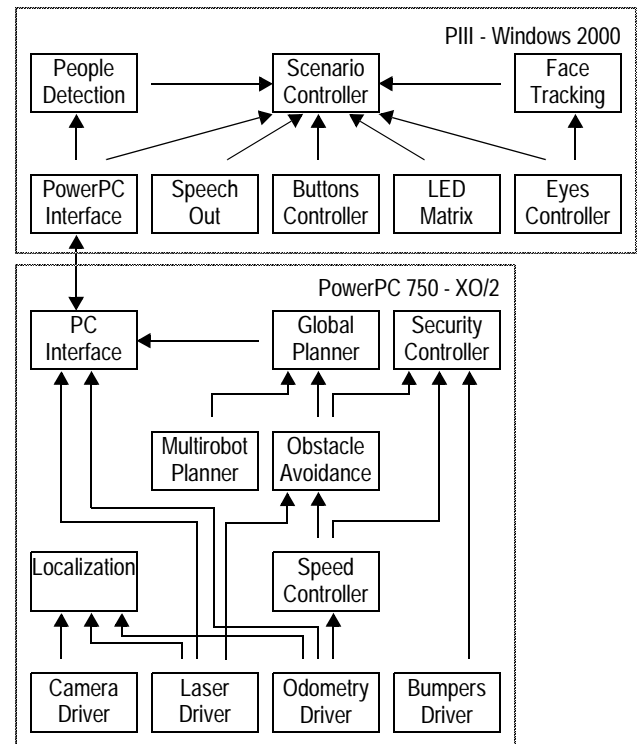 PIII - Windows 2000
People
Detection
Scenario
Controller
Face
Tracking
PowerPC
Interface
Speech
Out
Buttons
Controller
LED
Matrix
Eyes
Controller
PowerPC 750 - XO/2
PC
Interface
Global
Planner
Security
Controller
Multirobot
Planner
Obstacle
Avoidance
Localization
Speed
Controller
Camera
Driver
Laser
Driver
Odometry
Driver
Bumpers
Driver